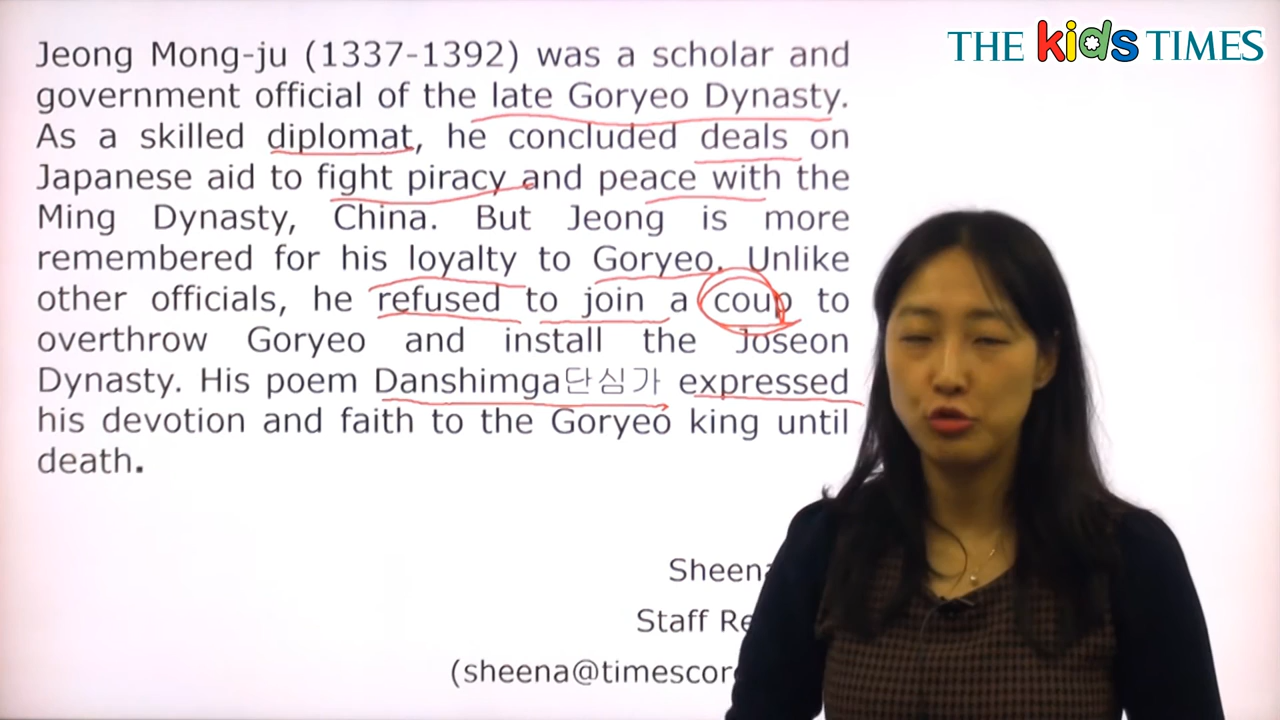 THE kids TIMES
Jeong Mong-ju (1337-1392) was a scholar and
government official of the late Goryeo Dynasty.
As a skilled diplomat, he concluded deals on
Japanese aid to fight piracy and peace with the
Ming Dynasty, China. But Jeong is more
remembered for his loyalty to Goryeo. Unlike
other officials, he refused to join a coup to
overthrow Goryeo and install the Joseon
Dynasty. His poem Danshimga단심가 expressed
his devotion and faith to the Goryeo king until
death.
Sheena
Staff